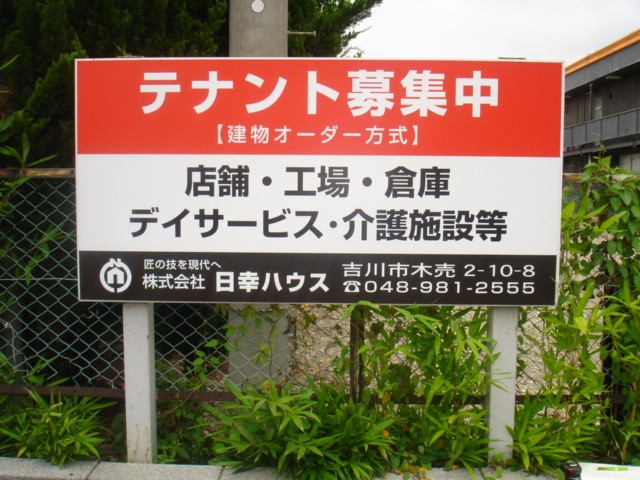 テナント募集中
【建物オーダー方式】
店舗・工場・倉庫
デイサービス・介護施設等
匠の技を現代へ
株式会社 日幸ハウス
吉川市木売 2-10-8
☎048-981-2555